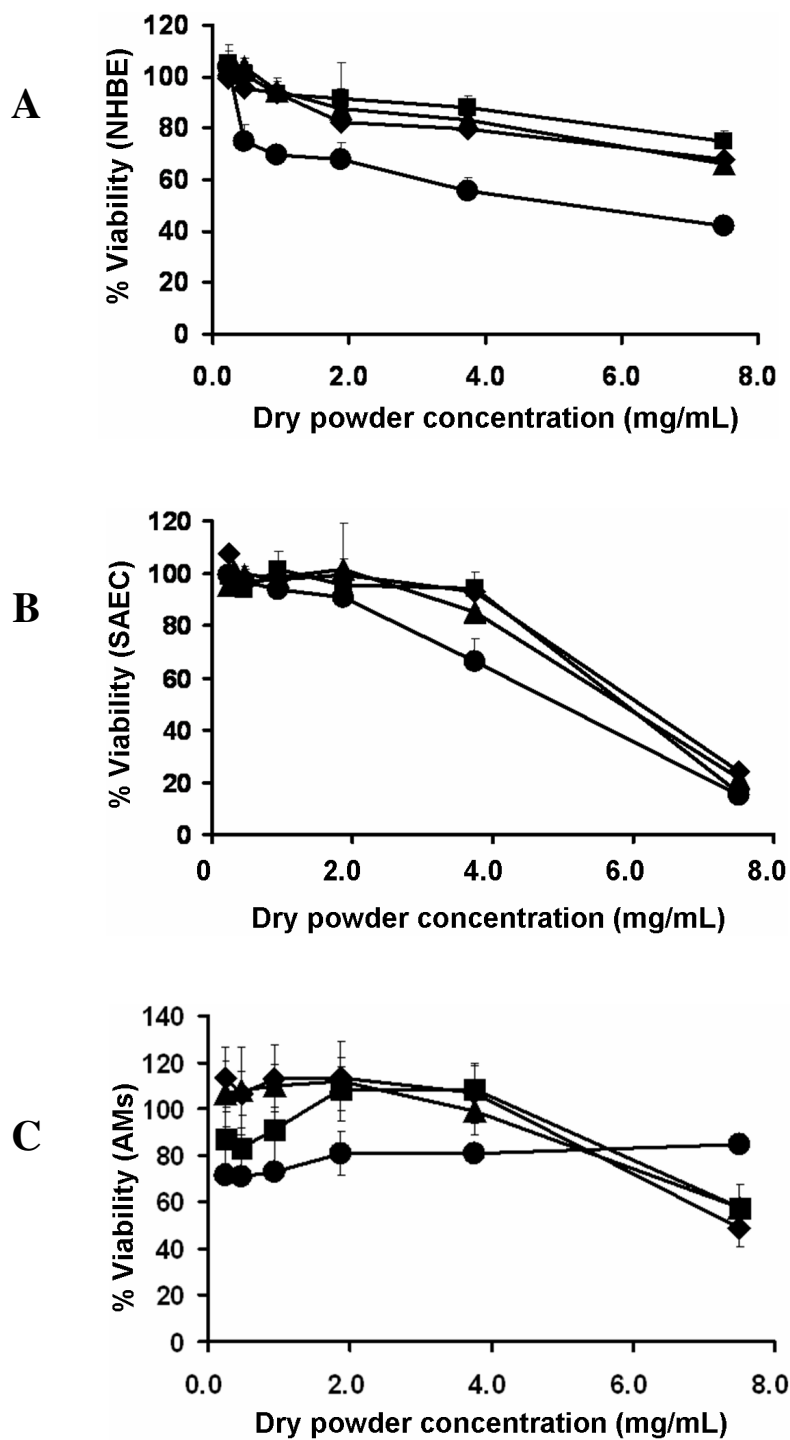 A
% Viability (NHBE)
120
100
80
60
40
20
0
0.0 2.0 4.0 6.0 8.0
Dry powder concentration (mg/mL)
B
% Viability (SAEC)
120
100
80
60
40
20
0
0 2.0 4.0 6.0 8.0
Dry powder concentration (mg/mL)
C
% Viability (AMs)
140
120
100
80
60
40
20
0
0.0 2.0 4.0 6.0 8.0
Dry powder concentration (mg/mL)